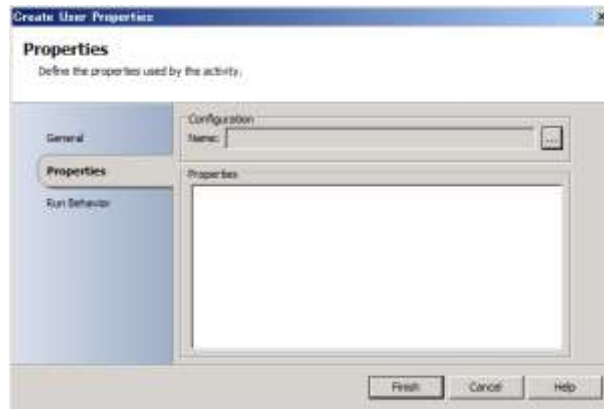 Create User Properties
Properties
Define the properties used by the activity.
General
Properties
Run Behavior
Configuration
Name:
...
Properties
Finish
Cancel
Help